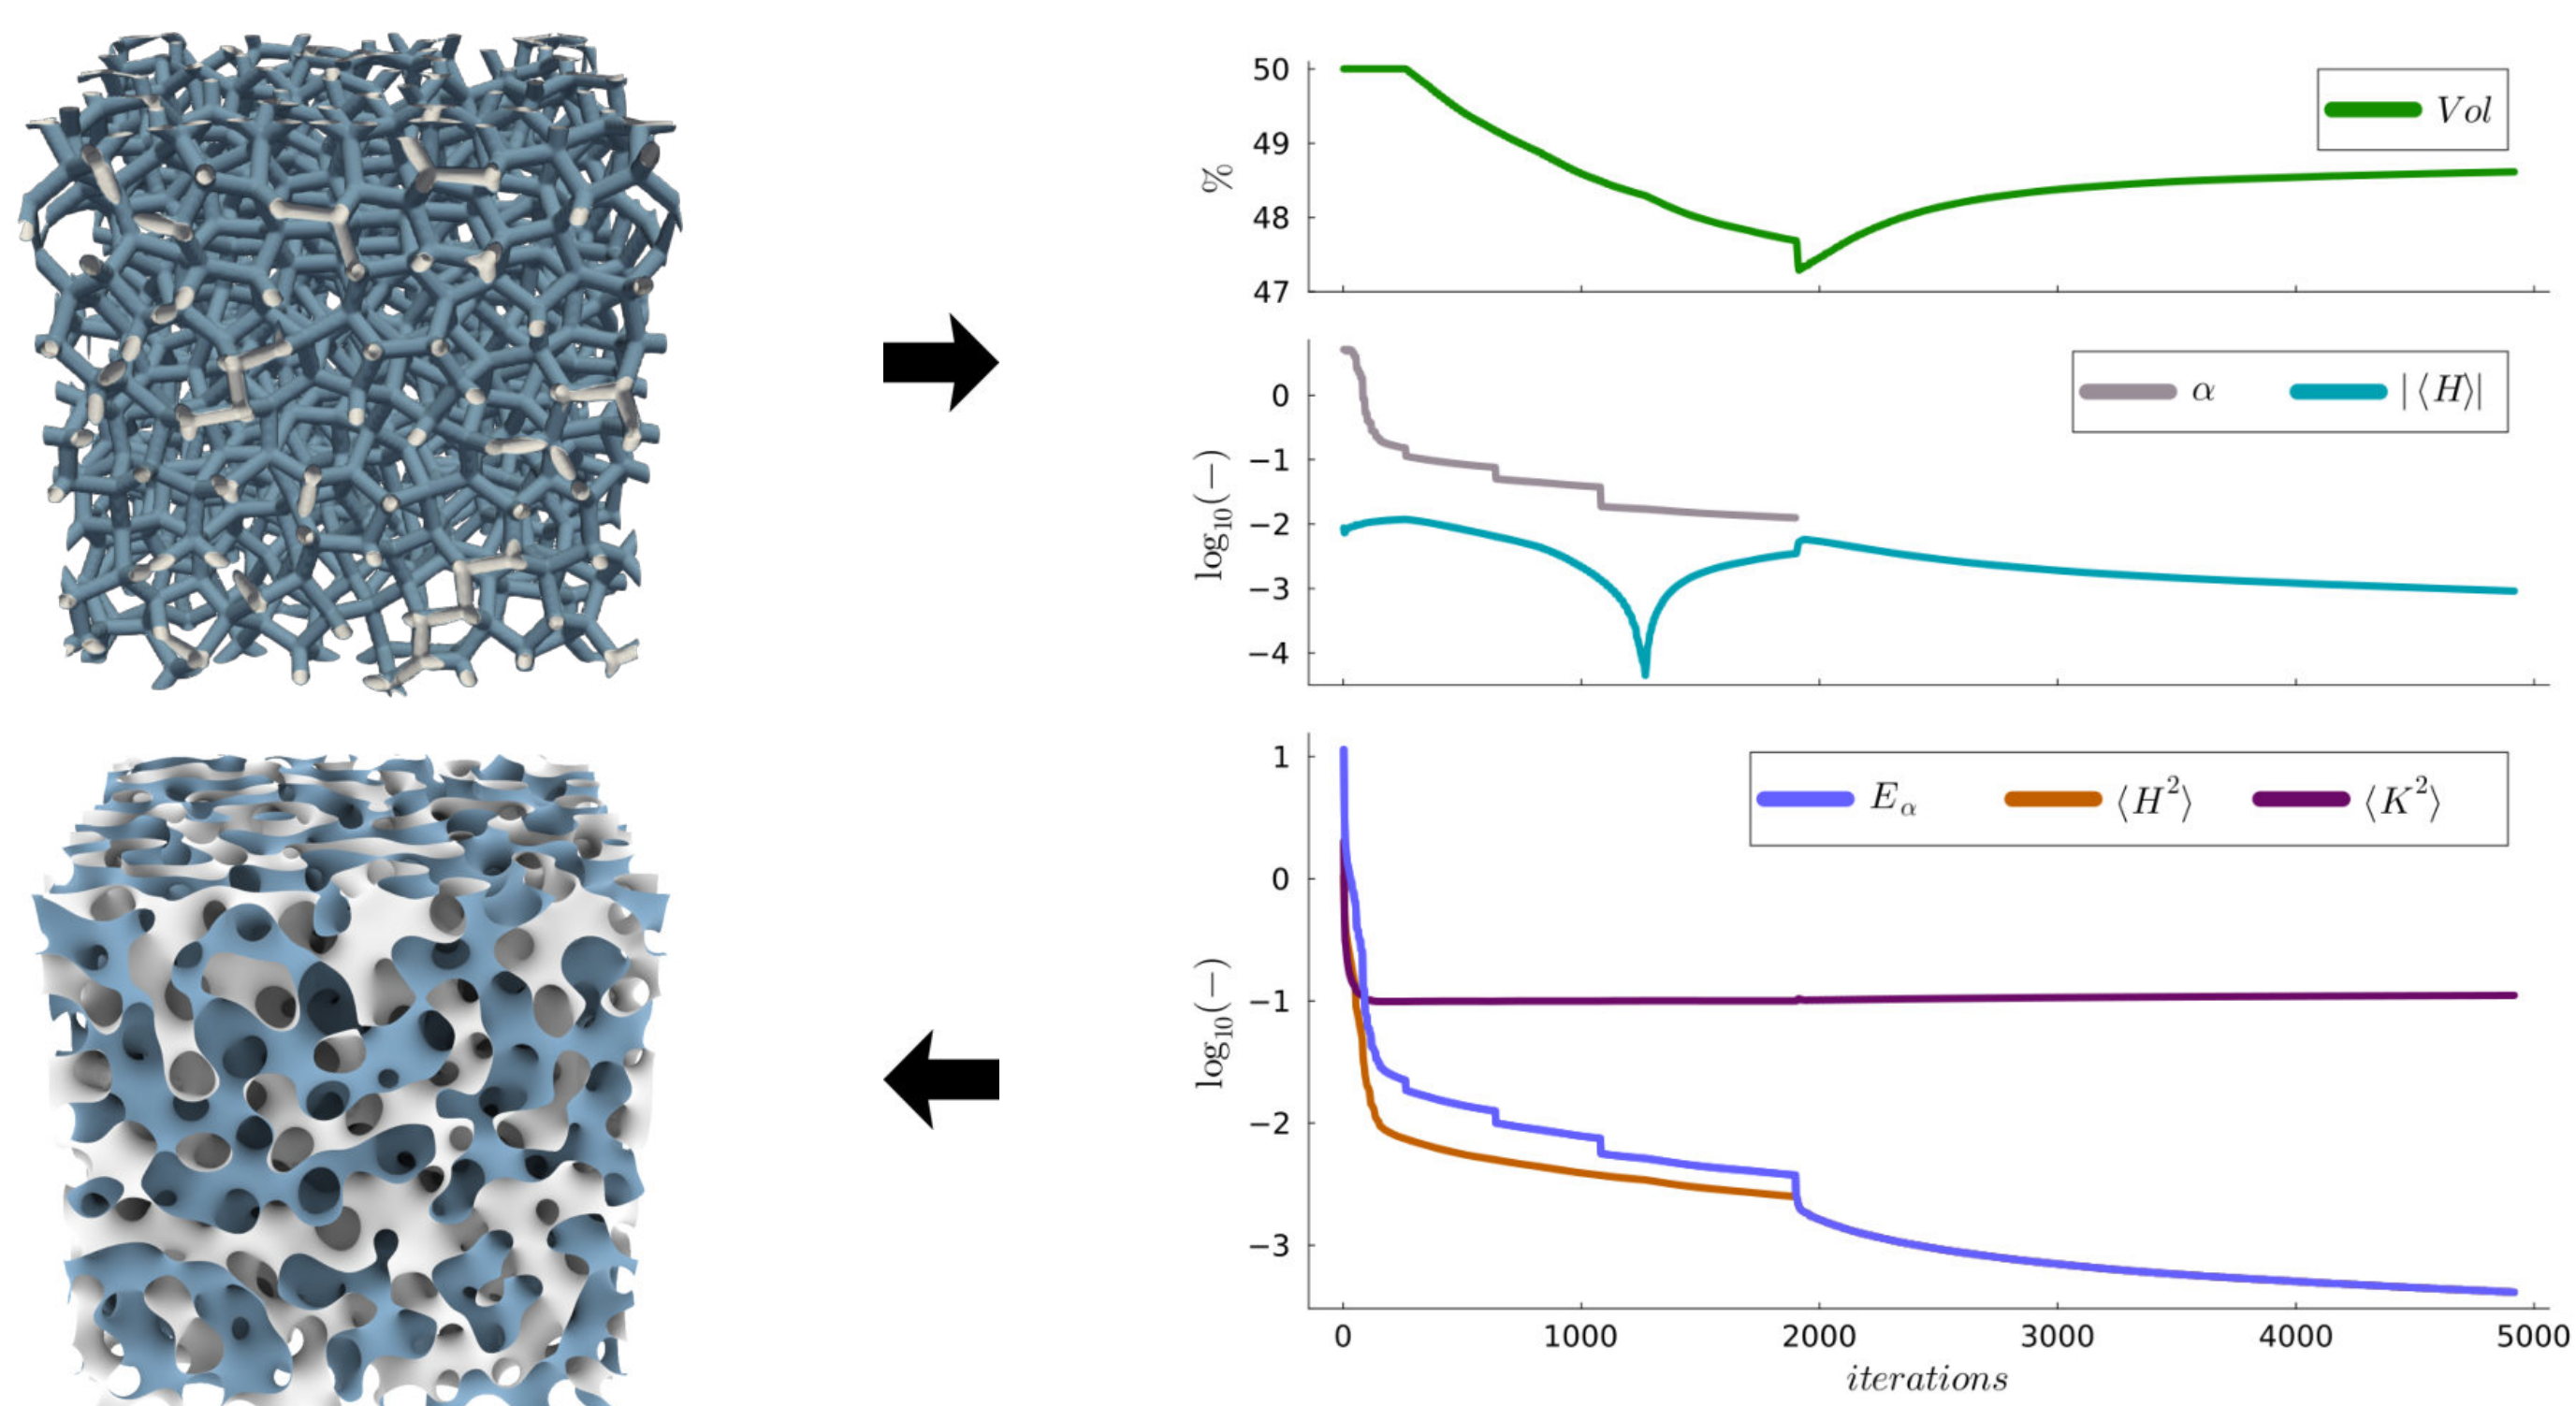 50
49
48
47
%
Vol
0
−1
−2
−3
−4
log₁₀(−)
α |⟨H⟩|
1
0
−1
−2
−3
log₁₀(−)
E_α ⟨H²⟩ ⟨K²⟩
0 1000 2000 3000 4000 5000
iterations